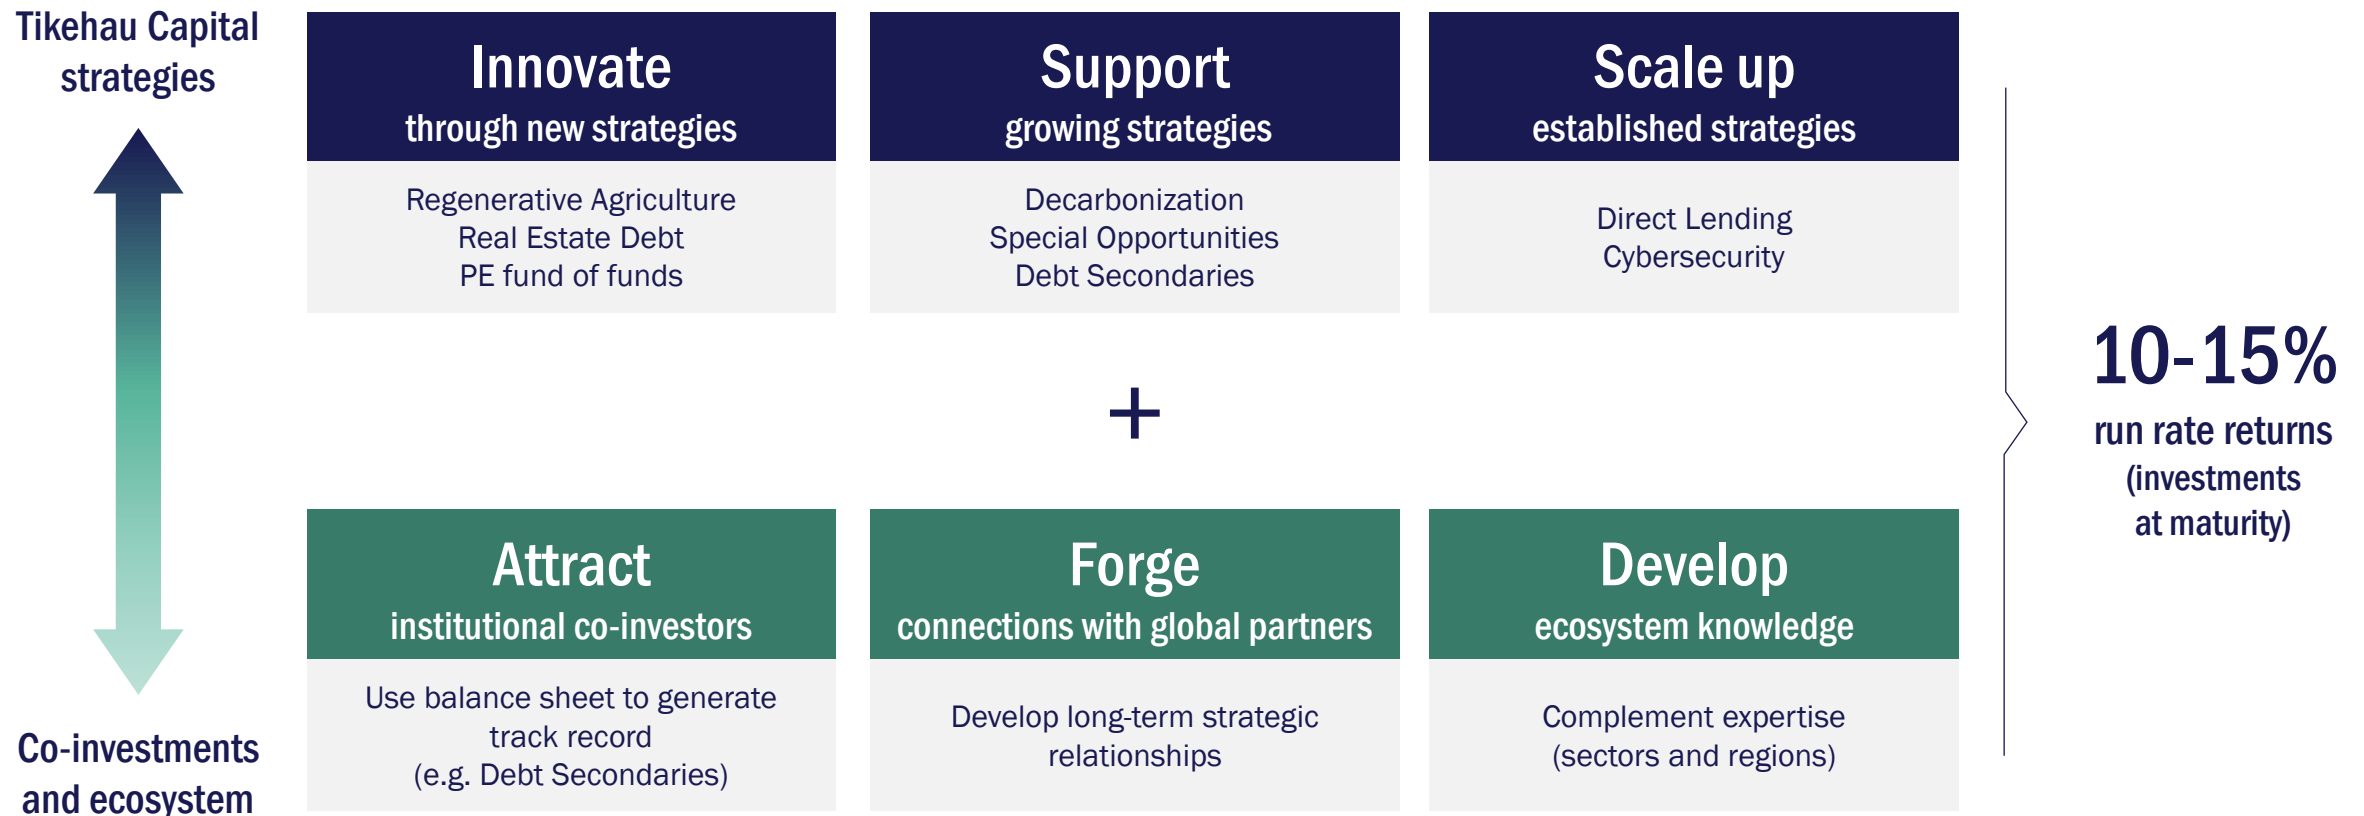 Tikehau Capital
strategies
Innovate
through new strategies
Regenerative Agriculture
Real Estate Debt
PE fund of funds
Support
growing strategies
Decarbonization
Special Opportunities
Debt Secondaries
Scale up
established strategies
Direct Lending
Cybersecurity
+
Co-investments
and ecosystem
Attract
institutional co-investors
Use balance sheet to generate
track record
(e.g. Debt Secondaries)
Forge
connections with global partners
Develop long-term strategic
relationships
Develop
ecosystem knowledge
Complement expertise
(sectors and regions)
10-15%
run rate returns
(investments
at maturity)